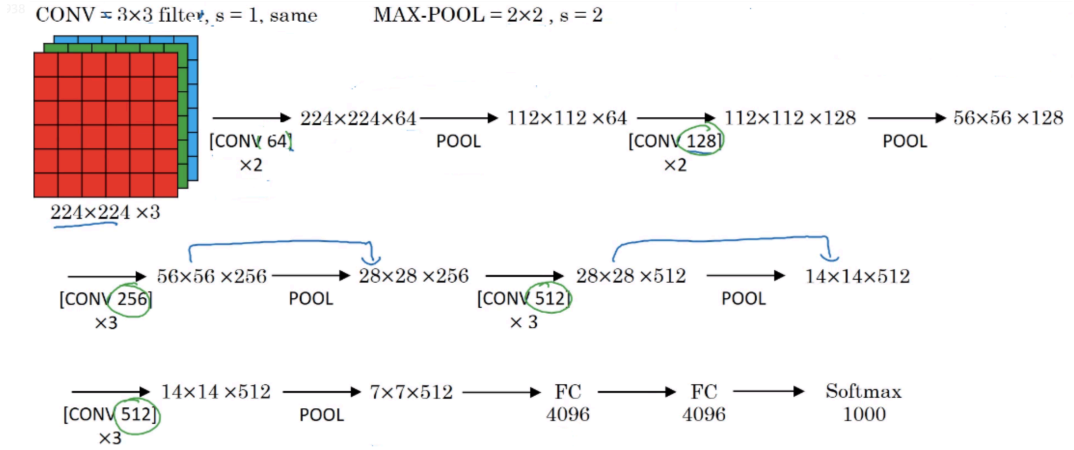 CONV = 3×3 filter, s = 1, same MAX-POOL = 2×2 , s = 2
224×224×64 112×112 ×64 112×112 ×128 56×56 ×128
[CONV 64] POOL [CONV 128] POOL
×2 ×2
224×224 ×3
56×56 ×256 28×28 ×256 28×28 ×512 14×14×512
[CONV 256] POOL [CONV 512] POOL
×3 × 3
14×14 ×512 7×7×512 FC FC Softmax
[CONV 512] POOL 4096 4096 1000
×3